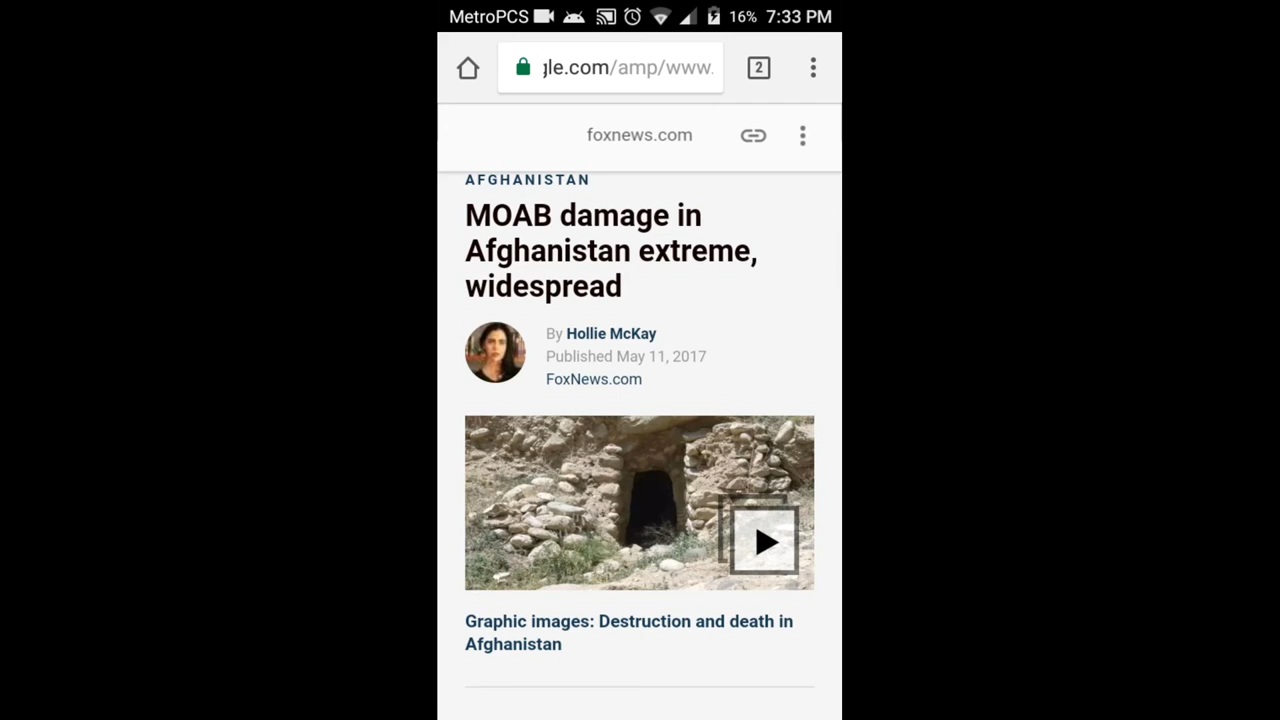 MetroPCS 16% 7:33 PM
gle.com/amp/www. 2
foxnews.com
AFGHANISTAN
MOAB damage in
Afghanistan extreme,
widespread
By Hollie McKay
Published May 11, 2017
FoxNews.com
Graphic images: Destruction and death in
Afghanistan